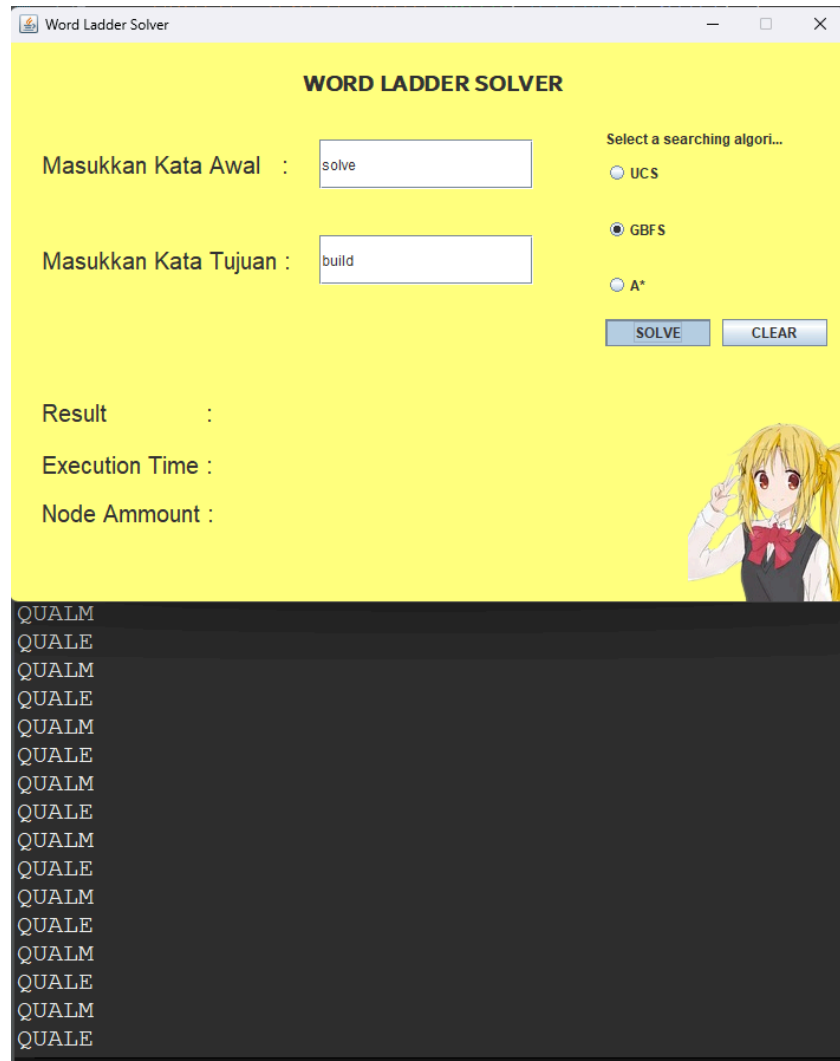 Word Ladder Solver
WORD LADDER SOLVER
Masukkan Kata Awal :
solve
Masukkan Kata Tujuan :
build
Select a searching algori...
UCS
GBFS
A*
SOLVE
CLEAR
Result :
Execution Time :
Node Ammount :
QUALM
QUALE
QUALM
QUALE
QUALM
QUALE
QUALM
QUALE
QUALM
QUALE
QUALM
QUALE
QUALM
QUALE
QUALM
QUALE